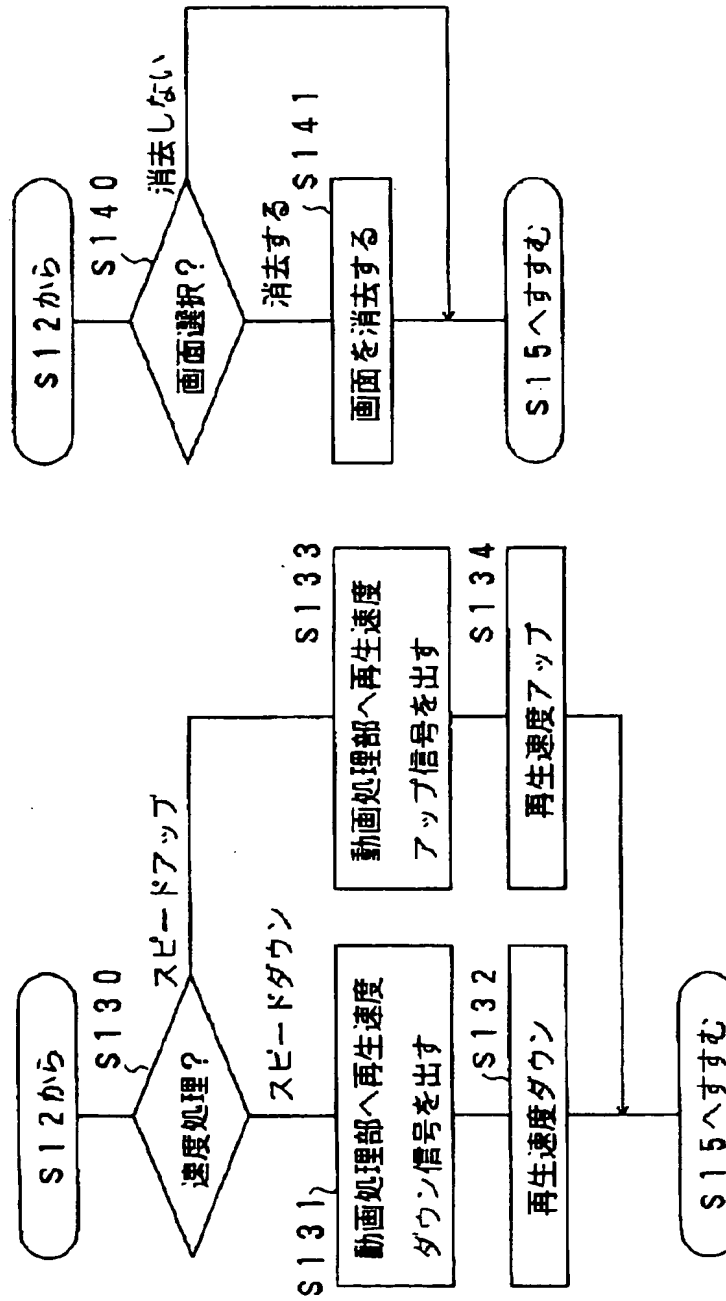 S12から
S130
速度処理?
スピードアップ
スピードダウン
S131
動画処理部へ再生速度
ダウン信号を出す
S132
再生速度ダウン
S133
動画処理部へ再生速度
アップ信号を出す
S134
再生速度アップ
S15へすすむ
S12から
S140
画面選択?
消去しない
消去する
S141
画面を消去する
S15へすすむ